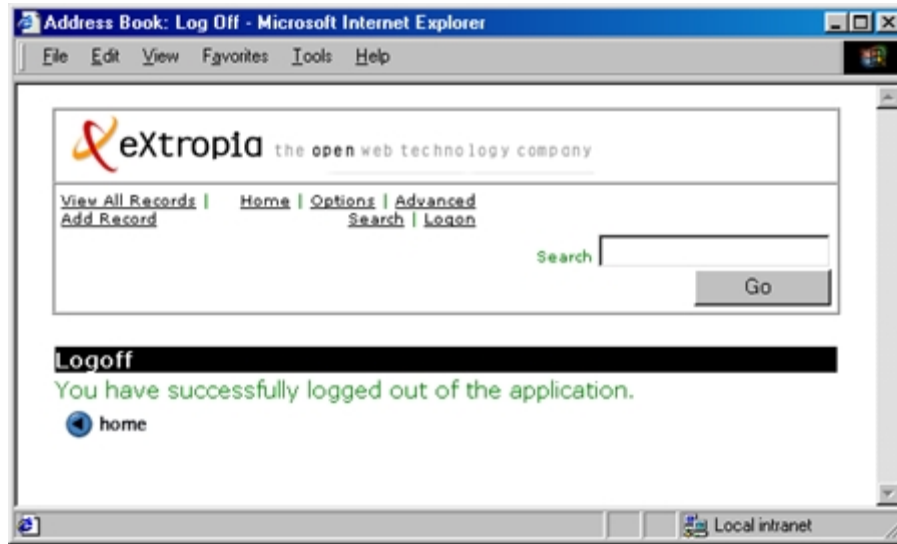 Address Book: Log Off - Microsoft Internet Explorer
File Edit View Favorites Tools Help
eXtropia the open web technology company
View All Records | Home | Options | Advanced
Add Record Search | Logon
Search
Go
Logoff
You have successfully logged out of the application.
home
Local intranet